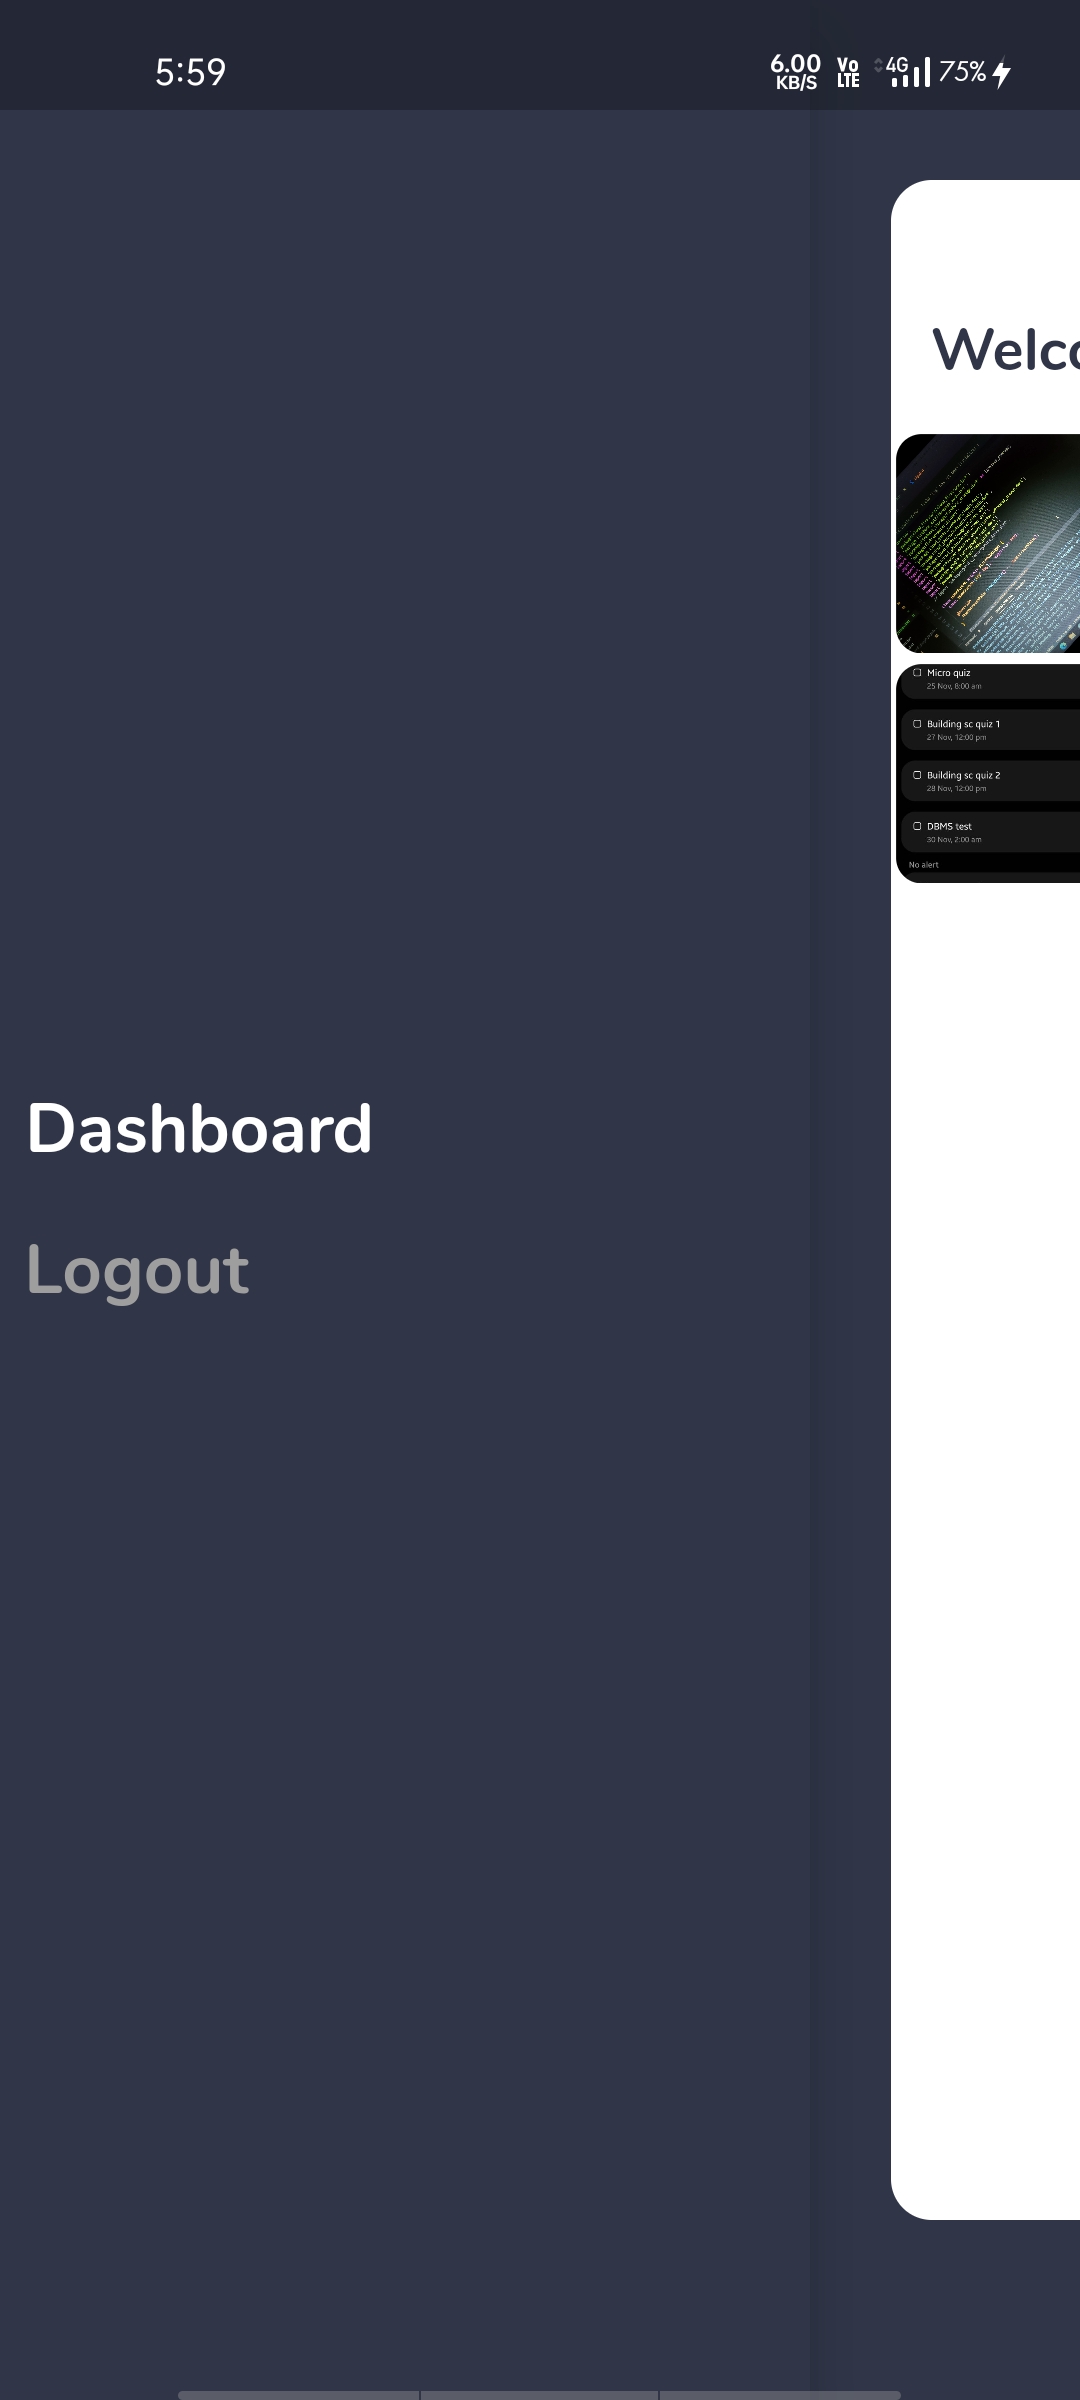 5:59
6.00 KB/S
Vo LTE
4G
75%
Welco
Micro quiz
25 Nov, 8:00 am
Building sc quiz 1
27 Nov, 12:00 pm
Building sc quiz 2
28 Nov, 12:00 pm
DBMS test
30 Nov, 2:00 am
No alert
Dashboard
Logout